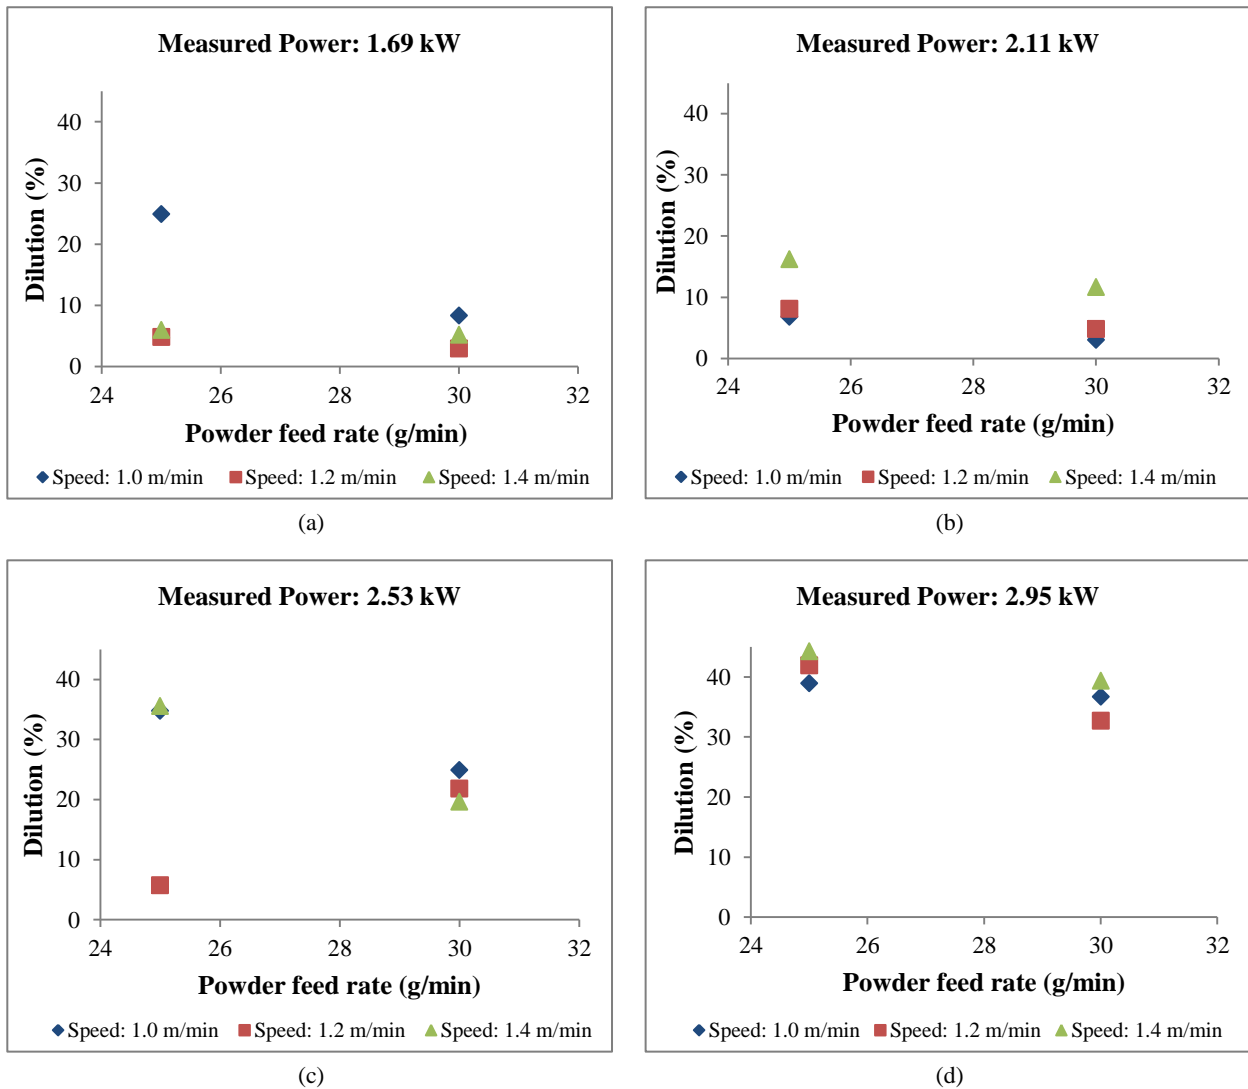 Measured Power: 1.69 kW
40
30
20
10
0
Dilution (%)
24 26 28 30 32
Powder feed rate (g/min)
Speed: 1.0 m/min Speed: 1.2 m/min Speed: 1.4 m/min
(a)
Measured Power: 2.11 kW
40
30
20
10
0
Dilution (%)
24 26 28 30 32
Powder feed rate (g/min)
Speed: 1.0 m/min Speed: 1.2 m/min Speed: 1.4 m/min
(b)
Measured Power: 2.53 kW
40
30
20
10
0
Dilution (%)
24 26 28 30 32
Powder feed rate (g/min)
Speed: 1.0 m/min Speed: 1.2 m/min Speed: 1.4 m/min
(c)
Measured Power: 2.95 kW
40
30
20
10
0
Dilution (%)
24 26 28 30 32
Powder feed rate (g/min)
Speed: 1.0 m/min Speed: 1.2 m/min Speed: 1.4 m/min
(d)